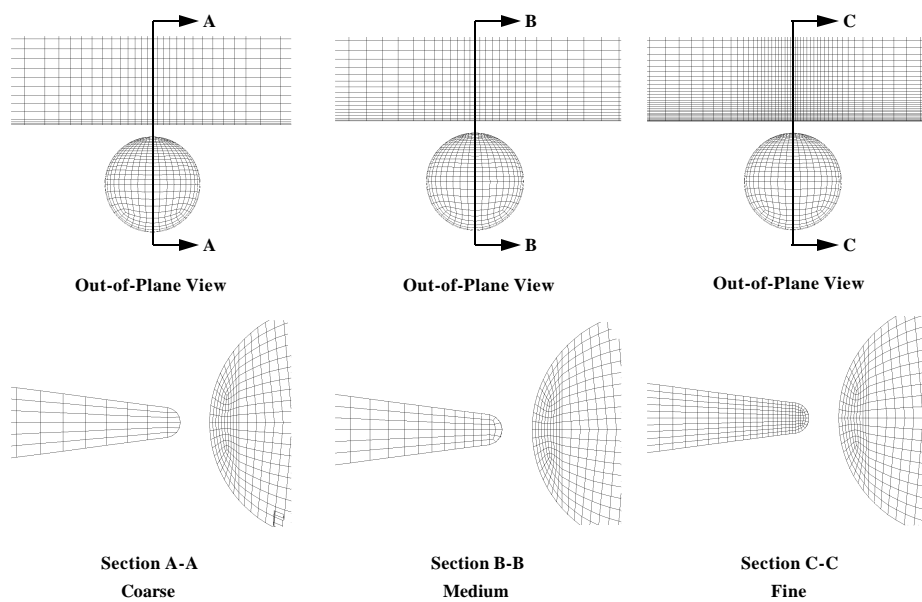 A
B
C
A
B
C
Out-of-Plane View
Out-of-Plane View
Out-of-Plane View
Section A-A
Coarse
Section B-B
Medium
Section C-C
Fine